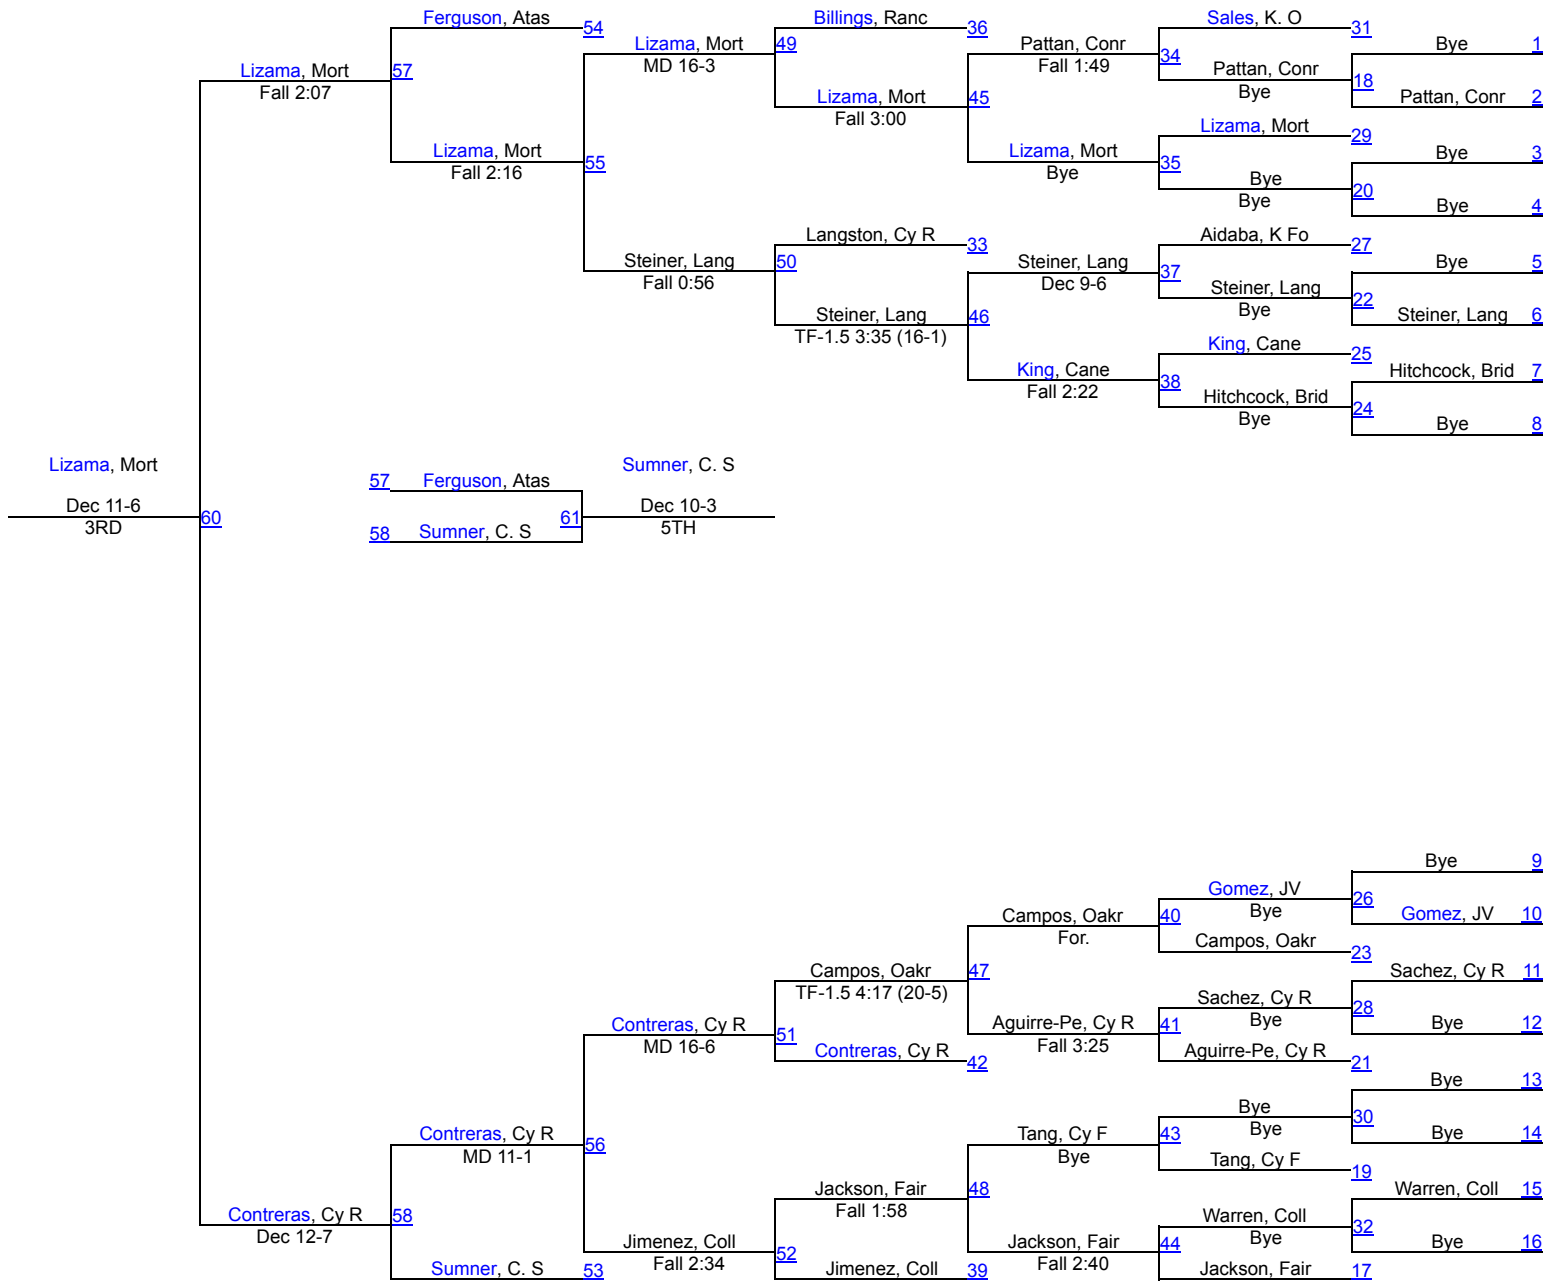 Ferguson, Atas 54
Billings, Ranc 36
Sales, K. O 31
Lizama, Mort 49
MD 16-3
Pattan, Conr 34
Fall 1:49
Bye 1
Lizama, Mort 57
Fall 2:07
Pattan, Conr 18
Bye
Lizama, Mort 45
Fall 3:00
Pattan, Conr 2
Lizama, Mort 29
Lizama, Mort 55
Fall 2:16
Lizama, Mort 35
Bye
Bye 3
Bye 20
Bye
Bye 4
Langston, Cy R 33
Aidaba, K Fo 27
Steiner, Lang 50
Fall 0:56
Steiner, Lang 37
Dec 9-6
Bye 5
Steiner, Lang 22
Bye
Steiner, Lang 46
TF-1.5 3:35 (16-1)
Steiner, Lang 6
King, Cane 25
King, Cane 38
Fall 2:22
Hitchcock, Brid 7
Hitchcock, Brid 24
Bye
Bye 8
Lizama, Mort
Dec 11-6
3RD
60
57 Ferguson, Atas
58 Sumner, C. S
61
Sumner, C. S
Dec 10-3
5TH
Bye 9
Gomez, JV 26
Bye
Campos, Oakr 40
For.
Gomez, JV 10
Campos, Oakr 23
Campos, Oakr 47
TF-1.5 4:17 (20-5)
Sachez, Cy R 11
Sachez, Cy R 28
Bye
Contreras, Cy R 51
MD 16-6
Aguirre-Pe, Cy R 41
Fall 3:25
Bye 12
Contreras, Cy R 42
Aguirre-Pe, Cy R 21
Bye 13
Bye 30
Bye
Contreras, Cy R 56
MD 11-1
Tang, Cy F 43
Bye
Bye 14
Tang, Cy F 19
Jackson, Fair 48
Fall 1:58
Warren, Coll 15
Contreras, Cy R 58
Dec 12-7
Warren, Coll 32
Bye
Jimenez, Coll 52
Fall 2:34
Jackson, Fair 44
Fall 2:40
Bye 16
Sumner, C. S 53
Jimenez, Coll 39
Jackson, Fair 17